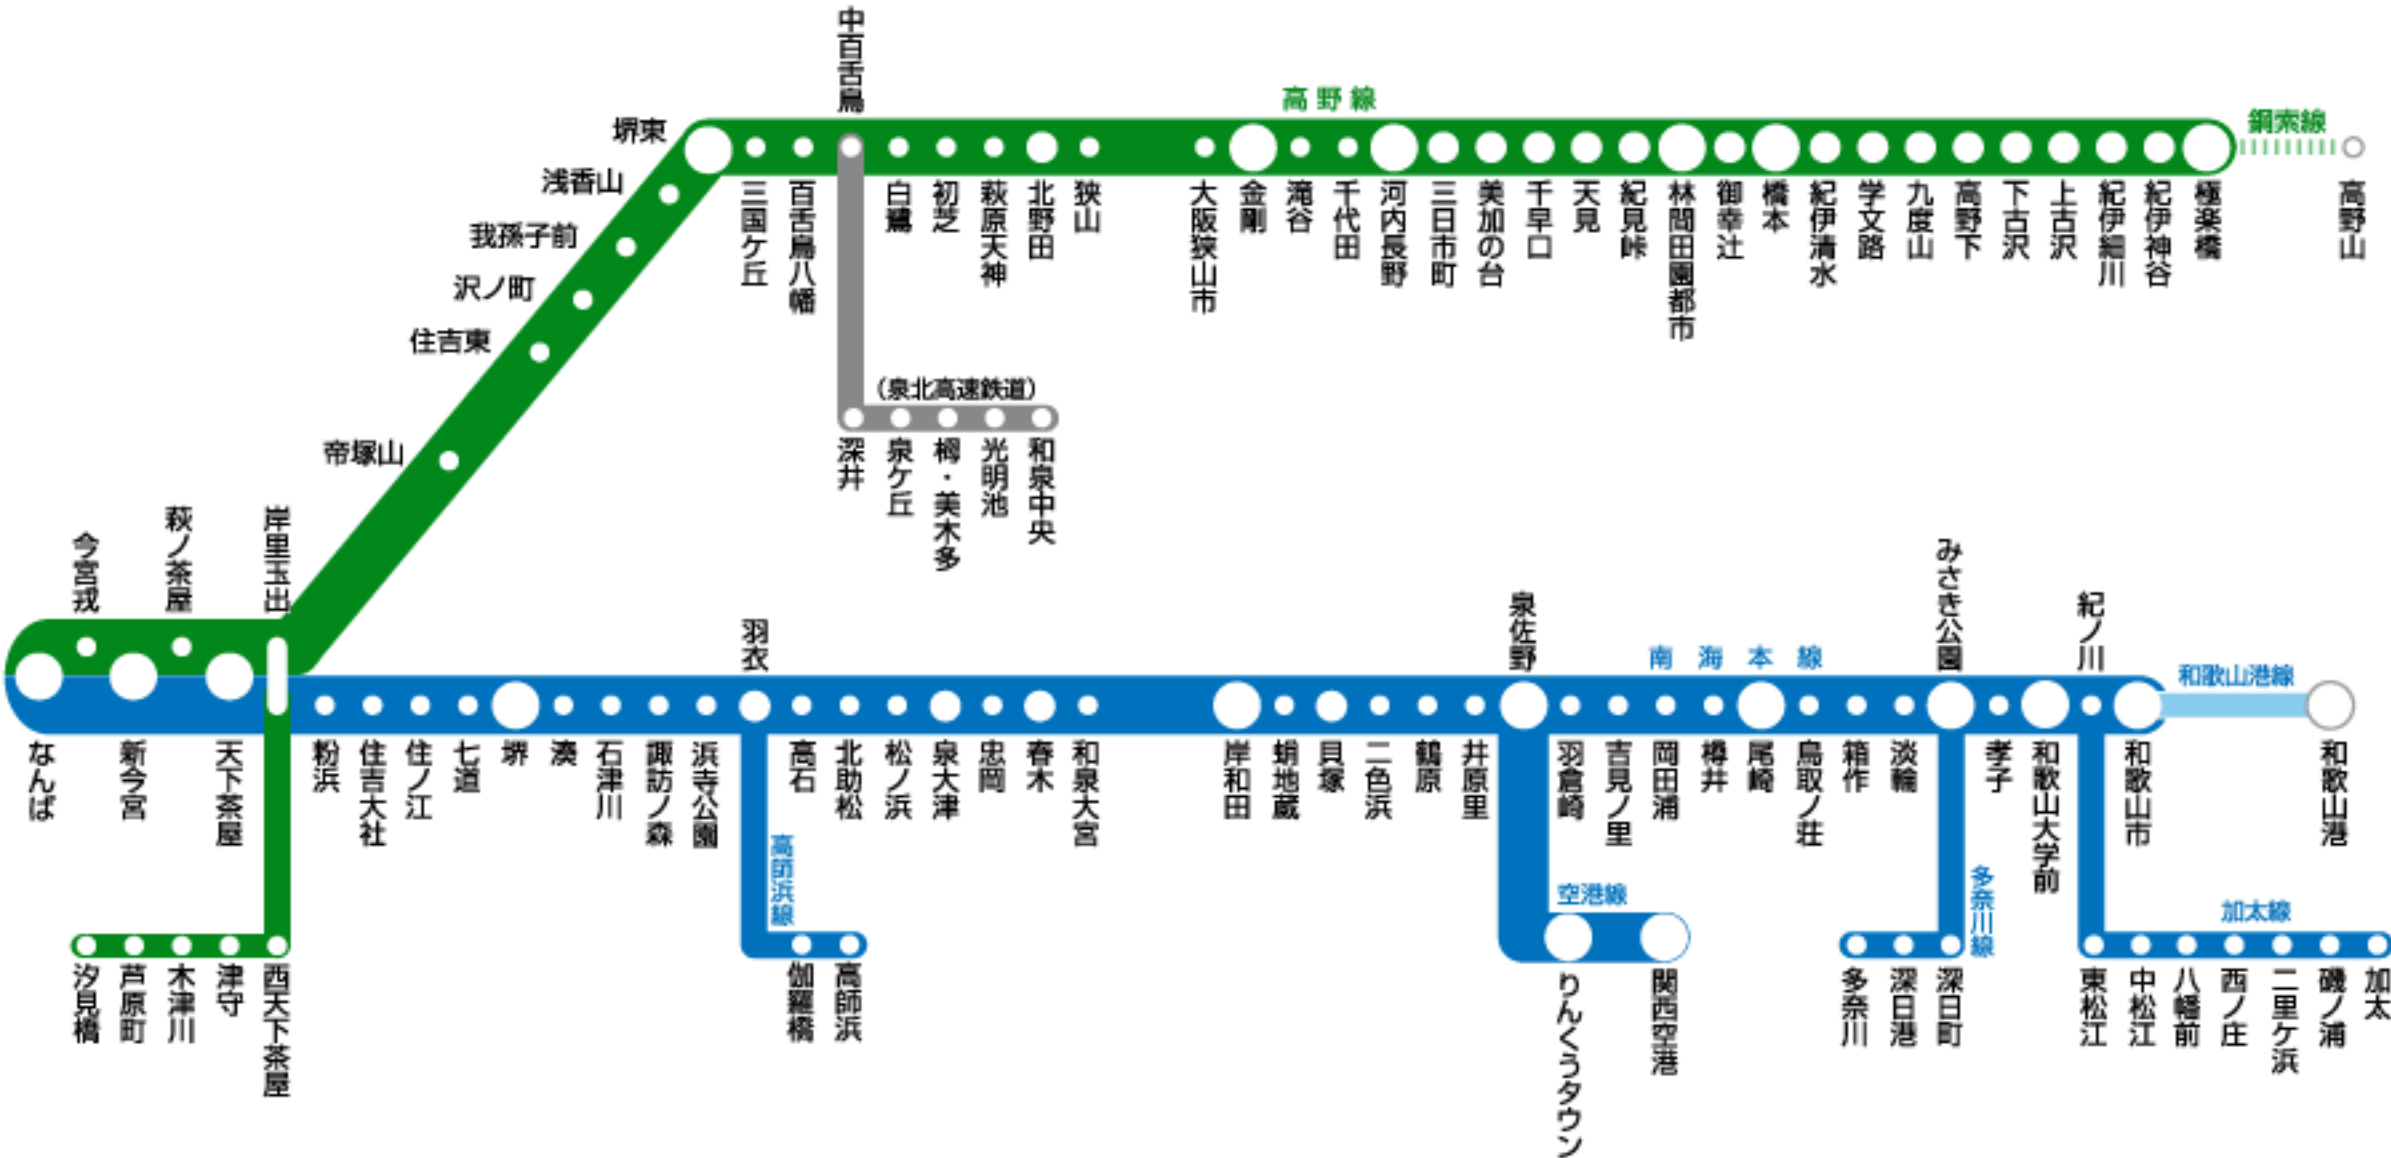 中百舌鳥
高野線
鋼索線
堺東
浅香山
我孫子前
沢ノ町
住吉東
帝塚山
三国ケ丘
百舌鳥八幡
白鷺
初芝
萩原天神
北野田
狭山
大阪狭山市
金剛
滝谷
千代田
河内長野
三日市町
美加の台
千早口
天見
紀見峠
林間田園都市
御幸辻
橋本
紀伊清水
学文路
九度山
高野下
下古沢
上古沢
紀伊細川
紀伊神谷
極楽橋
高野山
(泉北高速鉄道)
深井
泉ケ丘
栂・美木多
光明池
和泉中央
今宮戎
萩ノ茶屋
岸里玉出
羽衣
泉佐野
南海本線
みさき公園
紀ノ川
和歌山港線
なんば
新今宮
天下茶屋
粉浜
住吉大社
住ノ江
七道
堺
湊
石津川
諏訪ノ森
浜寺公園
高石
北助松
松ノ浜
泉大津
忠岡
春木
和泉大宮
岸和田
蛸地蔵
貝塚
二色浜
鶴原
井原里
羽倉崎
吉見ノ里
岡田浦
樽井
尾崎
鳥取ノ荘
箱作
淡輪
孝子
和歌山大学前
和歌山市
和歌山港
高師浜線
空港線
多奈川線
加太線
汐見橋
芦原町
木津川
津守
西天下茶屋
伽羅橋
高師浜
りんくうタウン
関西空港
多奈川
深日港
深日町
東松江
中松江
八幡前
西ノ庄
二里ケ浜
磯ノ浦
加太